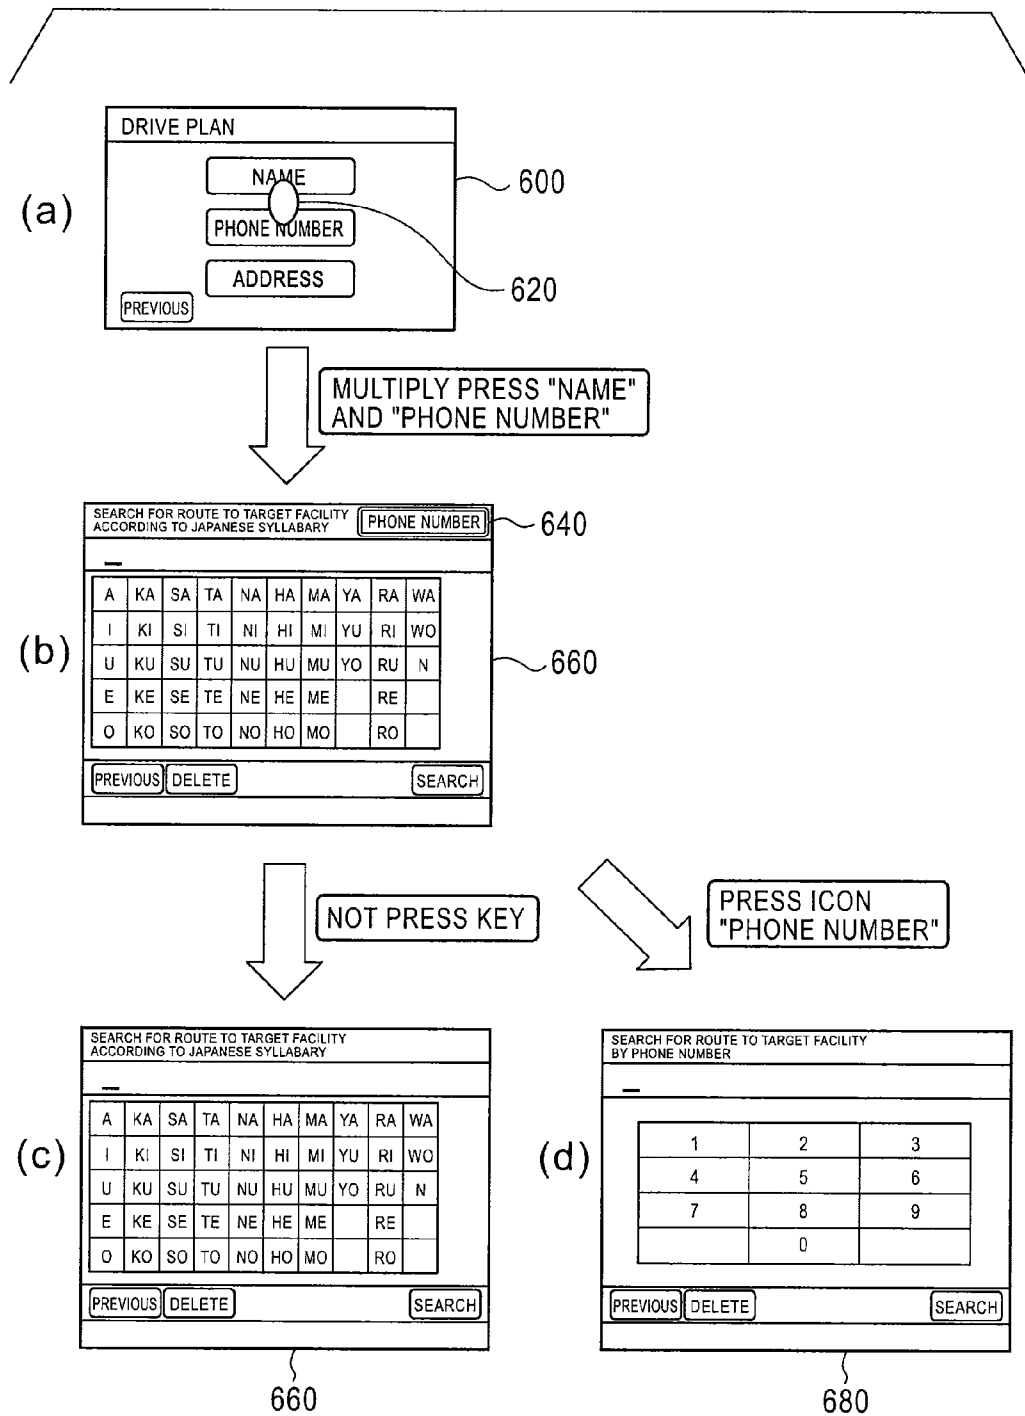 (a)
DRIVE PLAN
NAME
PHONE NUMBER
ADDRESS
PREVIOUS
600
620
MULTIPLY PRESS "NAME"
AND "PHONE NUMBER"
(b)
SEARCH FOR ROUTE TO TARGET FACILITY
ACCORDING TO JAPANESE SYLLABARY
PHONE NUMBER
640
A KA SA TA NA HA MA YA RA WA
I KI SI TI NI HI MI YU RI WO
U KU SU TU NU HU MU YO RU N
E KE SE TE NE HE ME RE
O KO SO TO NO HO MO RO
660
PREVIOUS DELETE SEARCH
NOT PRESS KEY
PRESS ICON
"PHONE NUMBER"
(c)
SEARCH FOR ROUTE TO TARGET FACILITY
ACCORDING TO JAPANESE SYLLABARY
A KA SA TA NA HA MA YA RA WA
I KI SI TI NI HI MI YU RI WO
U KU SU TU NU HU MU YO RU N
E KE SE TE NE HE ME RE
O KO SO TO NO HO MO RO
PREVIOUS DELETE SEARCH
660
(d)
SEARCH FOR ROUTE TO TARGET FACILITY
BY PHONE NUMBER
1 2 3
4 5 6
7 8 9
0
PREVIOUS DELETE SEARCH
680